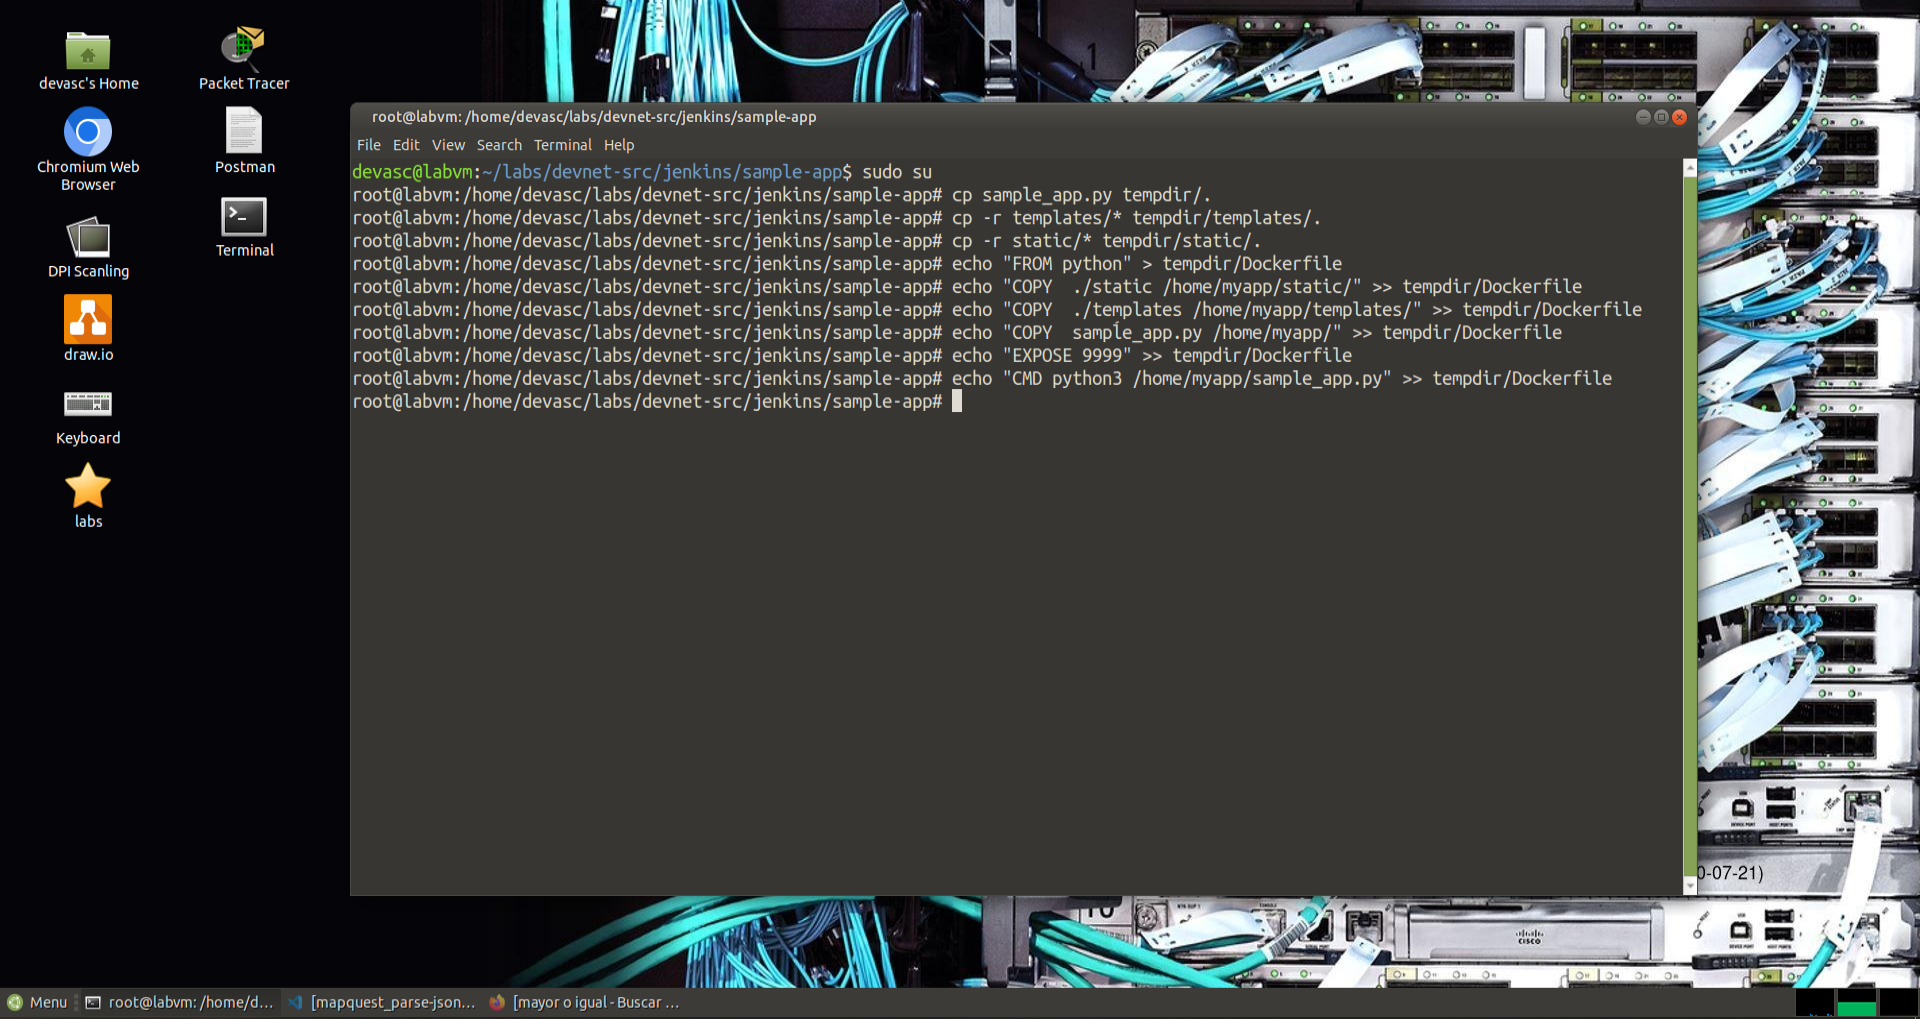 devasc's Home
Packet Tracer
Chromium Web
Browser
Postman
DPI Scanling
Terminal
draw.io
Keyboard
labs
root@labvm: /home/devasc/labs/devnet-src/jenkins/sample-app
File Edit View Search Terminal Help
devasc@labvm:~/labs/devnet-src/jenkins/sample-app$ sudo su
root@labvm:/home/devasc/labs/devnet-src/jenkins/sample-app# cp sample_app.py tempdir/.
root@labvm:/home/devasc/labs/devnet-src/jenkins/sample-app# cp -r templates/* tempdir/templates/.
root@labvm:/home/devasc/labs/devnet-src/jenkins/sample-app# cp -r static/* tempdir/static/.
root@labvm:/home/devasc/labs/devnet-src/jenkins/sample-app# echo "FROM python" > tempdir/Dockerfile
root@labvm:/home/devasc/labs/devnet-src/jenkins/sample-app# echo "COPY  ./static /home/myapp/static/" >> tempdir/Dockerfile
root@labvm:/home/devasc/labs/devnet-src/jenkins/sample-app# echo "COPY  ./templates /home/myapp/templates/" >> tempdir/Dockerfile
root@labvm:/home/devasc/labs/devnet-src/jenkins/sample-app# echo "COPY  sample_app.py /home/myapp/" >> tempdir/Dockerfile
root@labvm:/home/devasc/labs/devnet-src/jenkins/sample-app# echo "EXPOSE 9999" >> tempdir/Dockerfile
root@labvm:/home/devasc/labs/devnet-src/jenkins/sample-app# echo "CMD python3 /home/myapp/sample_app.py" >> tempdir/Dockerfile
root@labvm:/home/devasc/labs/devnet-src/jenkins/sample-app#
0-07-21)
CISCO
Menu
root@labvm: /home/d...
[mapquest_parse-json...
[mayor o igual - Buscar ...